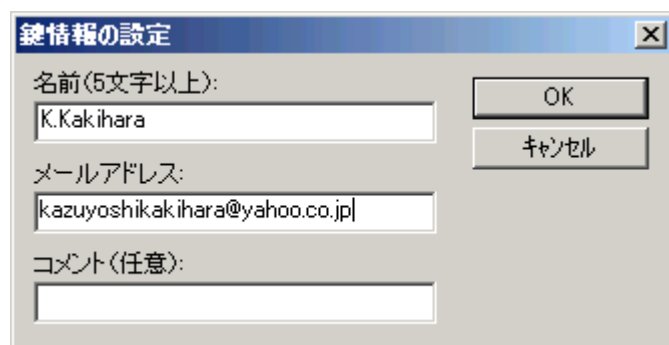 鍵情報の設定
名前(5文字以上):
K.Kakihara
OK
キャンセル
メールアドレス:
kazuyoshikakihara@yahoo.co.jp
コメント(任意):